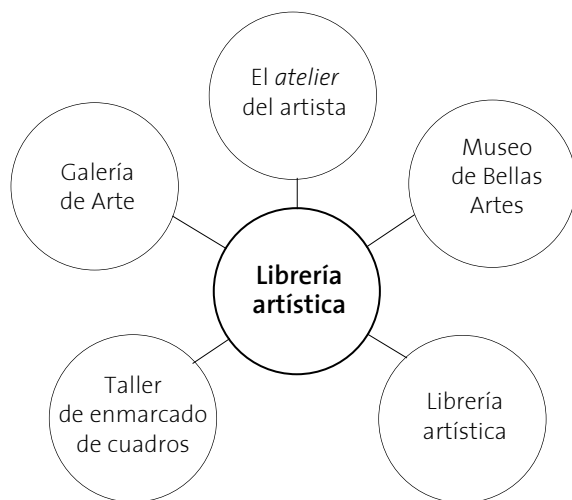 El atelier
del artista
Galería
de Arte
Museo
de Bellas
Artes
Librería
artística
Taller
de enmarcado
de cuadros
Librería
artística